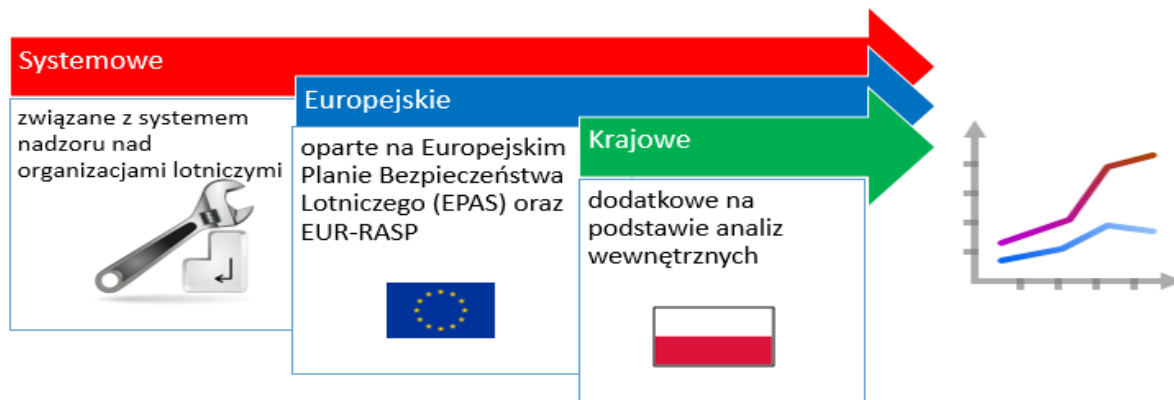 Systemowe
związane z systemem
nadzoru nad
organizacjami lotniczymi
Europejskie
oparte na Europejskim
Planie Bezpieczeństwa
Lotniczego (EPAS) oraz
EUR-RASP
Krajowe
dodatkowe na
podstawie analiz
wewnętrznych